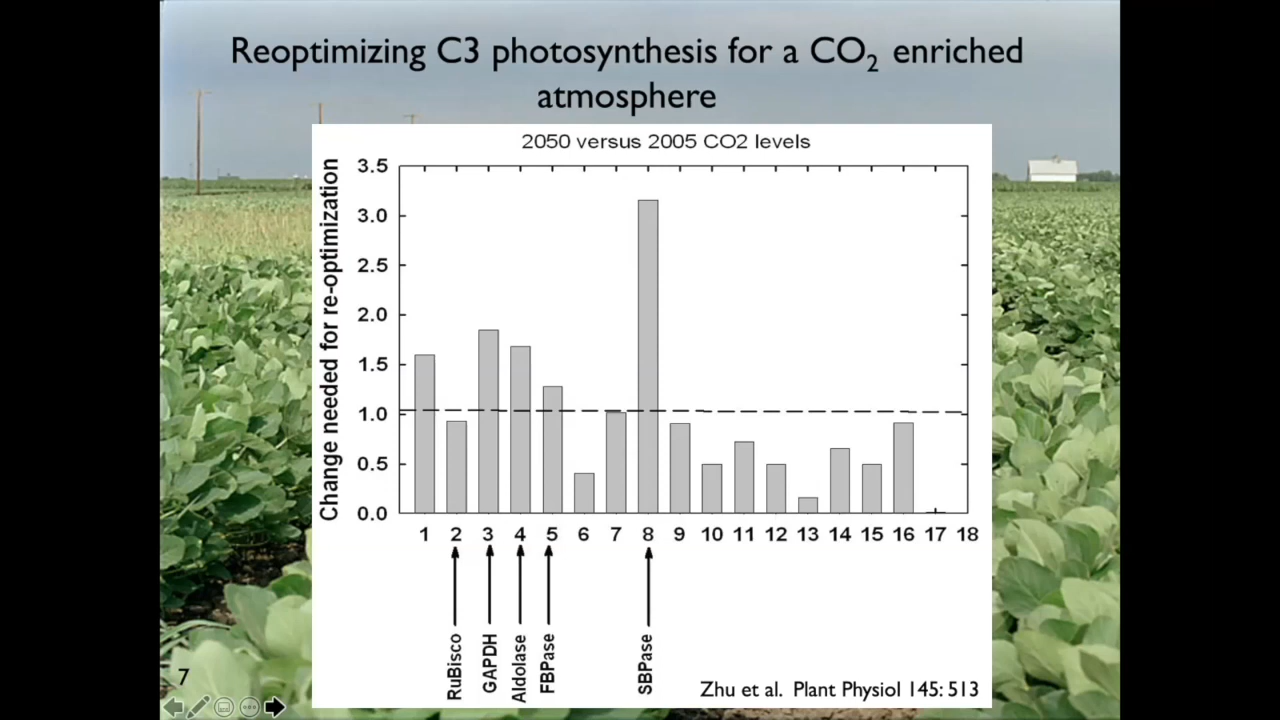 Reoptimizing C3 photosynthesis for a CO2 enriched
atmosphere
2050 versus 2005 CO2 levels
Change needed for re-optimization
3.5
3.0
2.5
2.0
1.5
1.0
0.5
0.0
1 2 3 4 5 6 7 8 9 10 11 12 13 14 15 16 17 18
RuBisco
GAPDH
Aldolase
FBPase
SBPase
Zhu et al. Plant Physiol 145: 513
7